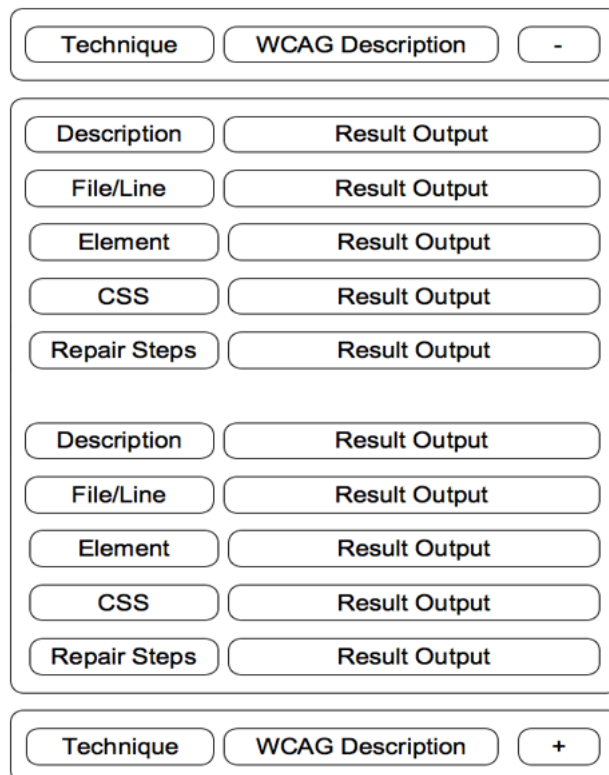 Technique WCAG Description -
Description Result Output
File/Line Result Output
Element Result Output
CSS Result Output
Repair Steps Result Output
Description Result Output
File/Line Result Output
Element Result Output
CSS Result Output
Repair Steps Result Output
Technique WCAG Description +